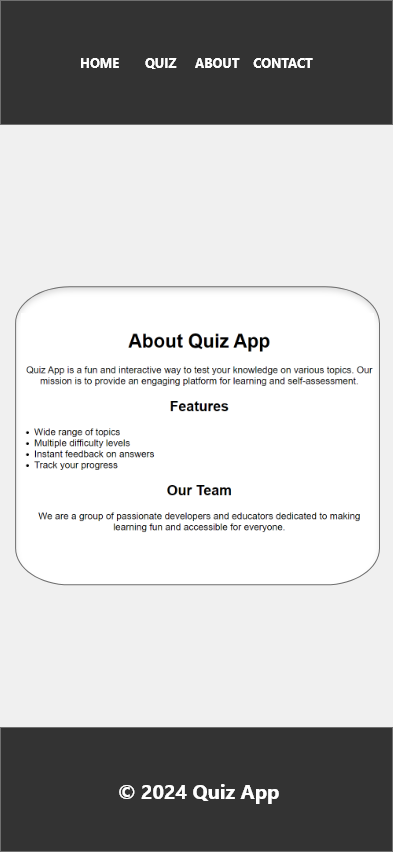 HOME QUIZ ABOUT CONTACT
About Quiz App
Quiz App is a fun and interactive way to test your knowledge on various topics. Our
mission is to provide an engaging platform for learning and self-assessment.
Features
• Wide range of topics
• Multiple difficulty levels
• Instant feedback on answers
• Track your progress
Our Team
We are a group of passionate developers and educators dedicated to making
learning fun and accessible for everyone.
© 2024 Quiz App